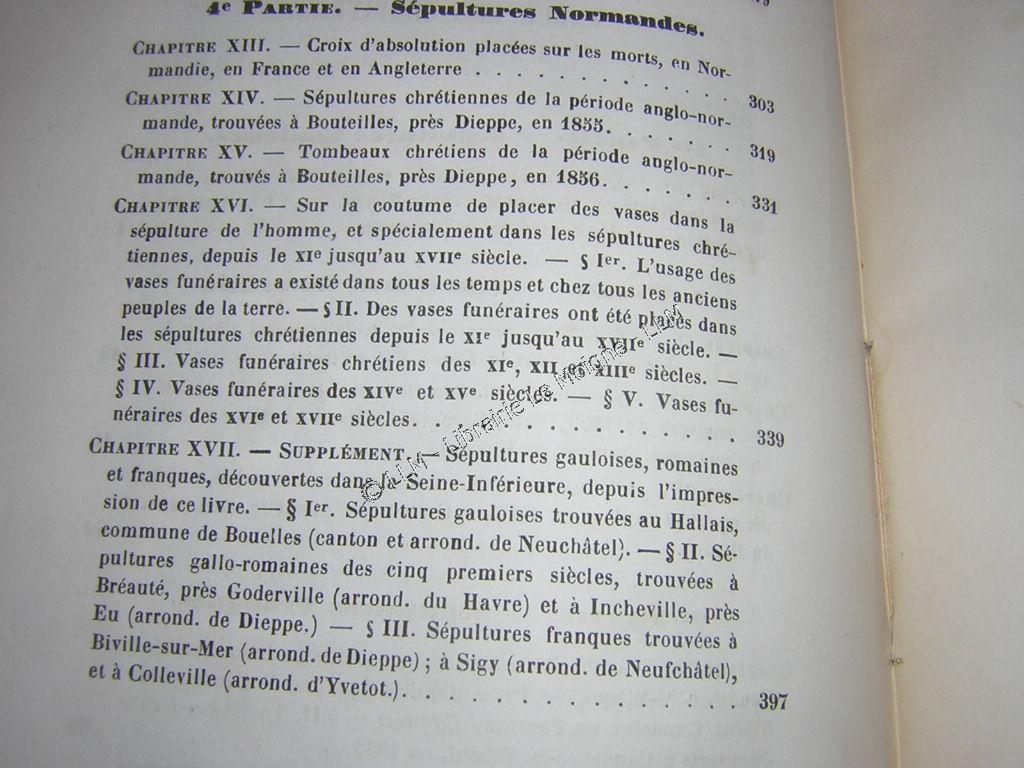 4e PARTIE. — Sépultures Normandes.
CHAPITRE XIII. — Croix d'absolution placées sur les morts, en Nor-
mandie, en France et en Angleterre . . . . . . . . . . . . 303
CHAPITRE XIV. — Sépultures chrétiennes de la période anglo-nor-
mande, trouvées à Bouteilles, près Dieppe, en 1855. . . . . . . 319
CHAPITRE XV. — Tombeaux chrétiens de la période anglo-nor-
mande, trouvés à Bouteilles, près Dieppe, en 1856. . . . . . . 331
CHAPITRE XVI. — Sur la coutume de placer des vases dans la
sépulture de l'homme, et spécialement dans les sépultures chré-
tiennes, depuis le XIe jusqu'au XVIIe siècle. — § Ier. L'usage des
vases funéraires a existé dans tous les temps et chez tous les anciens
peuples de la terre. — § II. Des vases funéraires ont été placés dans
les sépultures chrétiennes depuis le XIe jusqu'au XVIIe siècle. —
§ III. Vases funéraires chrétiens des XIe, XII et XIIIe siècles. —
§ IV. Vases funéraires des XIVe et XVe siècles. — § V. Vases fu-
néraires des XVIe et XVIIe siècles. . . . . . . . . . . . . . . 339
CHAPITRE XVII. — SUPPLÉMENT. — Sépultures gauloises, romaines
et franques, découvertes dans la Seine-Inférieure, depuis l'impres-
sion de ce livre. — § Ier. Sépultures gauloises trouvées au Hallais,
commune de Bouelles (canton et arrond. de Neuchâtel). — § II. Sé-
pultures gallo-romaines des cinq premiers siècles, trouvées à
Bréauté, près Goderville (arrond. du Havre) et à Incheville, près
Eu (arrond. de Dieppe.) — § III. Sépultures franques trouvées à
Biville-sur-Mer (arrond. de Dieppe) ; à Sigy (arrond. de Neufchâtel),
et à Colleville (arrond. d'Yvetot.). . . . . . . . . . . . . . . 397
© LLM - Librairie Le Moigne - LLM